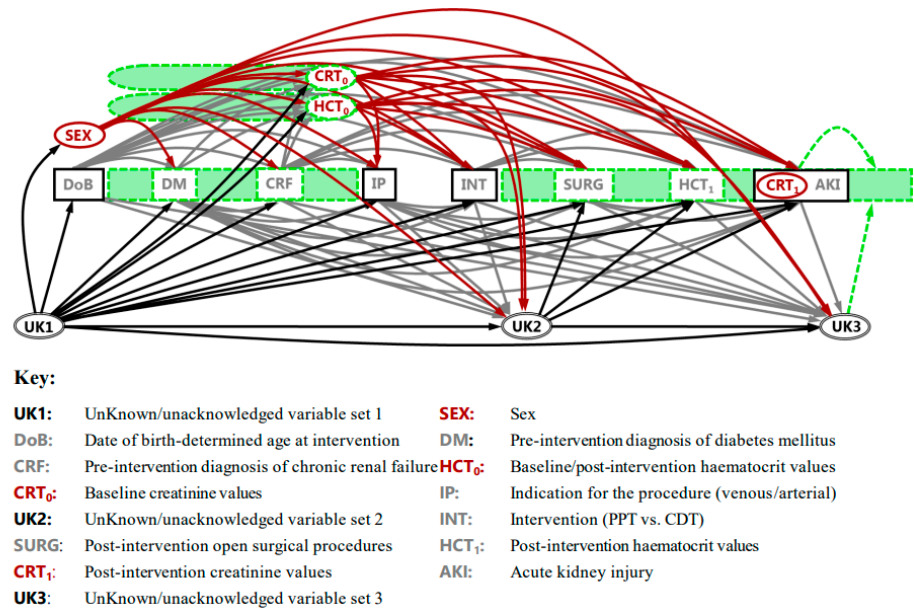 CRT0
HCT0
SEX
DoB DM CRF IP INT SURG HCT1 CRT1 AKI
UK1 UK2 UK3
Key:
UK1: UnKnown/unacknowledged variable set 1 SEX: Sex
DoB: Date of birth-determined age at intervention DM: Pre-intervention diagnosis of diabetes mellitus
CRF: Pre-intervention diagnosis of chronic renal failure HCT0: Baseline/post-intervention haematocrit values
CRT0: Baseline creatinine values IP: Indication for the procedure (venous/arterial)
UK2: UnKnown/unacknowledged variable set 2 INT: Intervention (PPT vs. CDT)
SURG: Post-intervention open surgical procedures HCT1: Post-intervention haematocrit values
CRT1: Post-intervention creatinine values AKI: Acute kidney injury
UK3: UnKnown/unacknowledged variable set 3